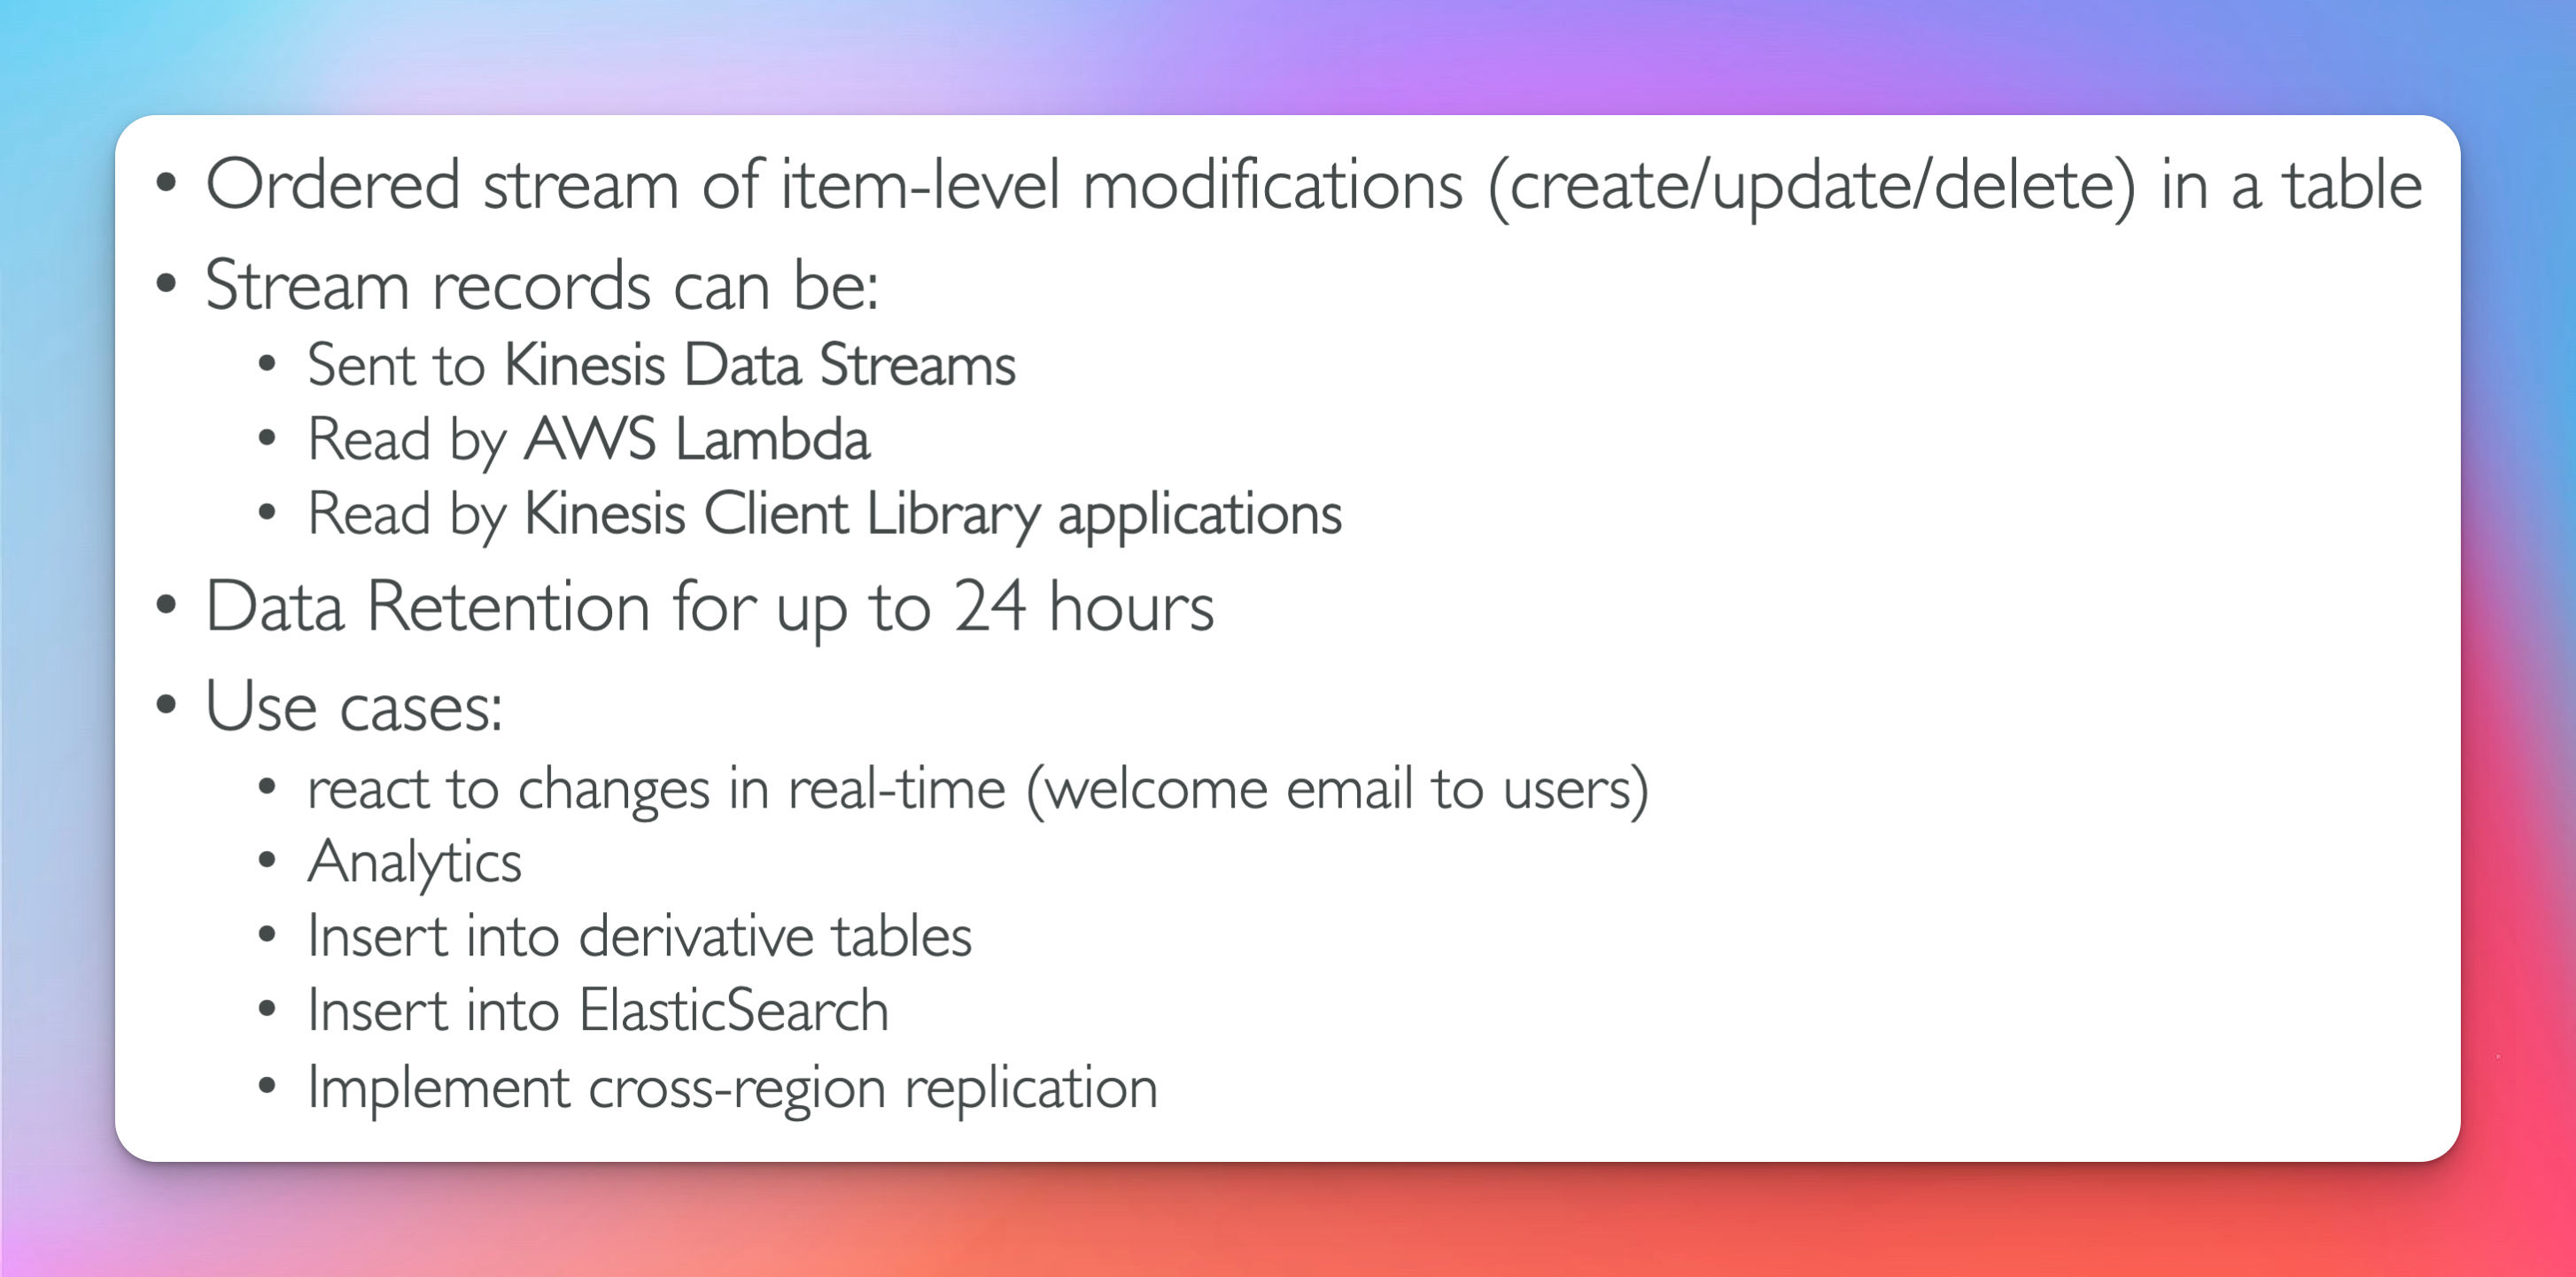 • Ordered stream of item-level modifications (create/update/delete) in a table
• Stream records can be:
• Sent to Kinesis Data Streams
• Read by AWS Lambda
• Read by Kinesis Client Library applications
• Data Retention for up to 24 hours
• Use cases:
• react to changes in real-time (welcome email to users)
• Analytics
• Insert into derivative tables
• Insert into ElasticSearch
• Implement cross-region replication